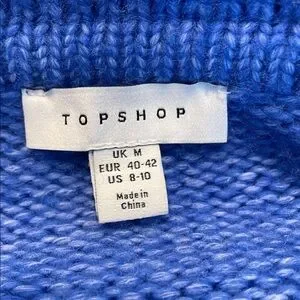 TOPSHOP
UK M
EUR 40-42
US 8-10
Made in
China